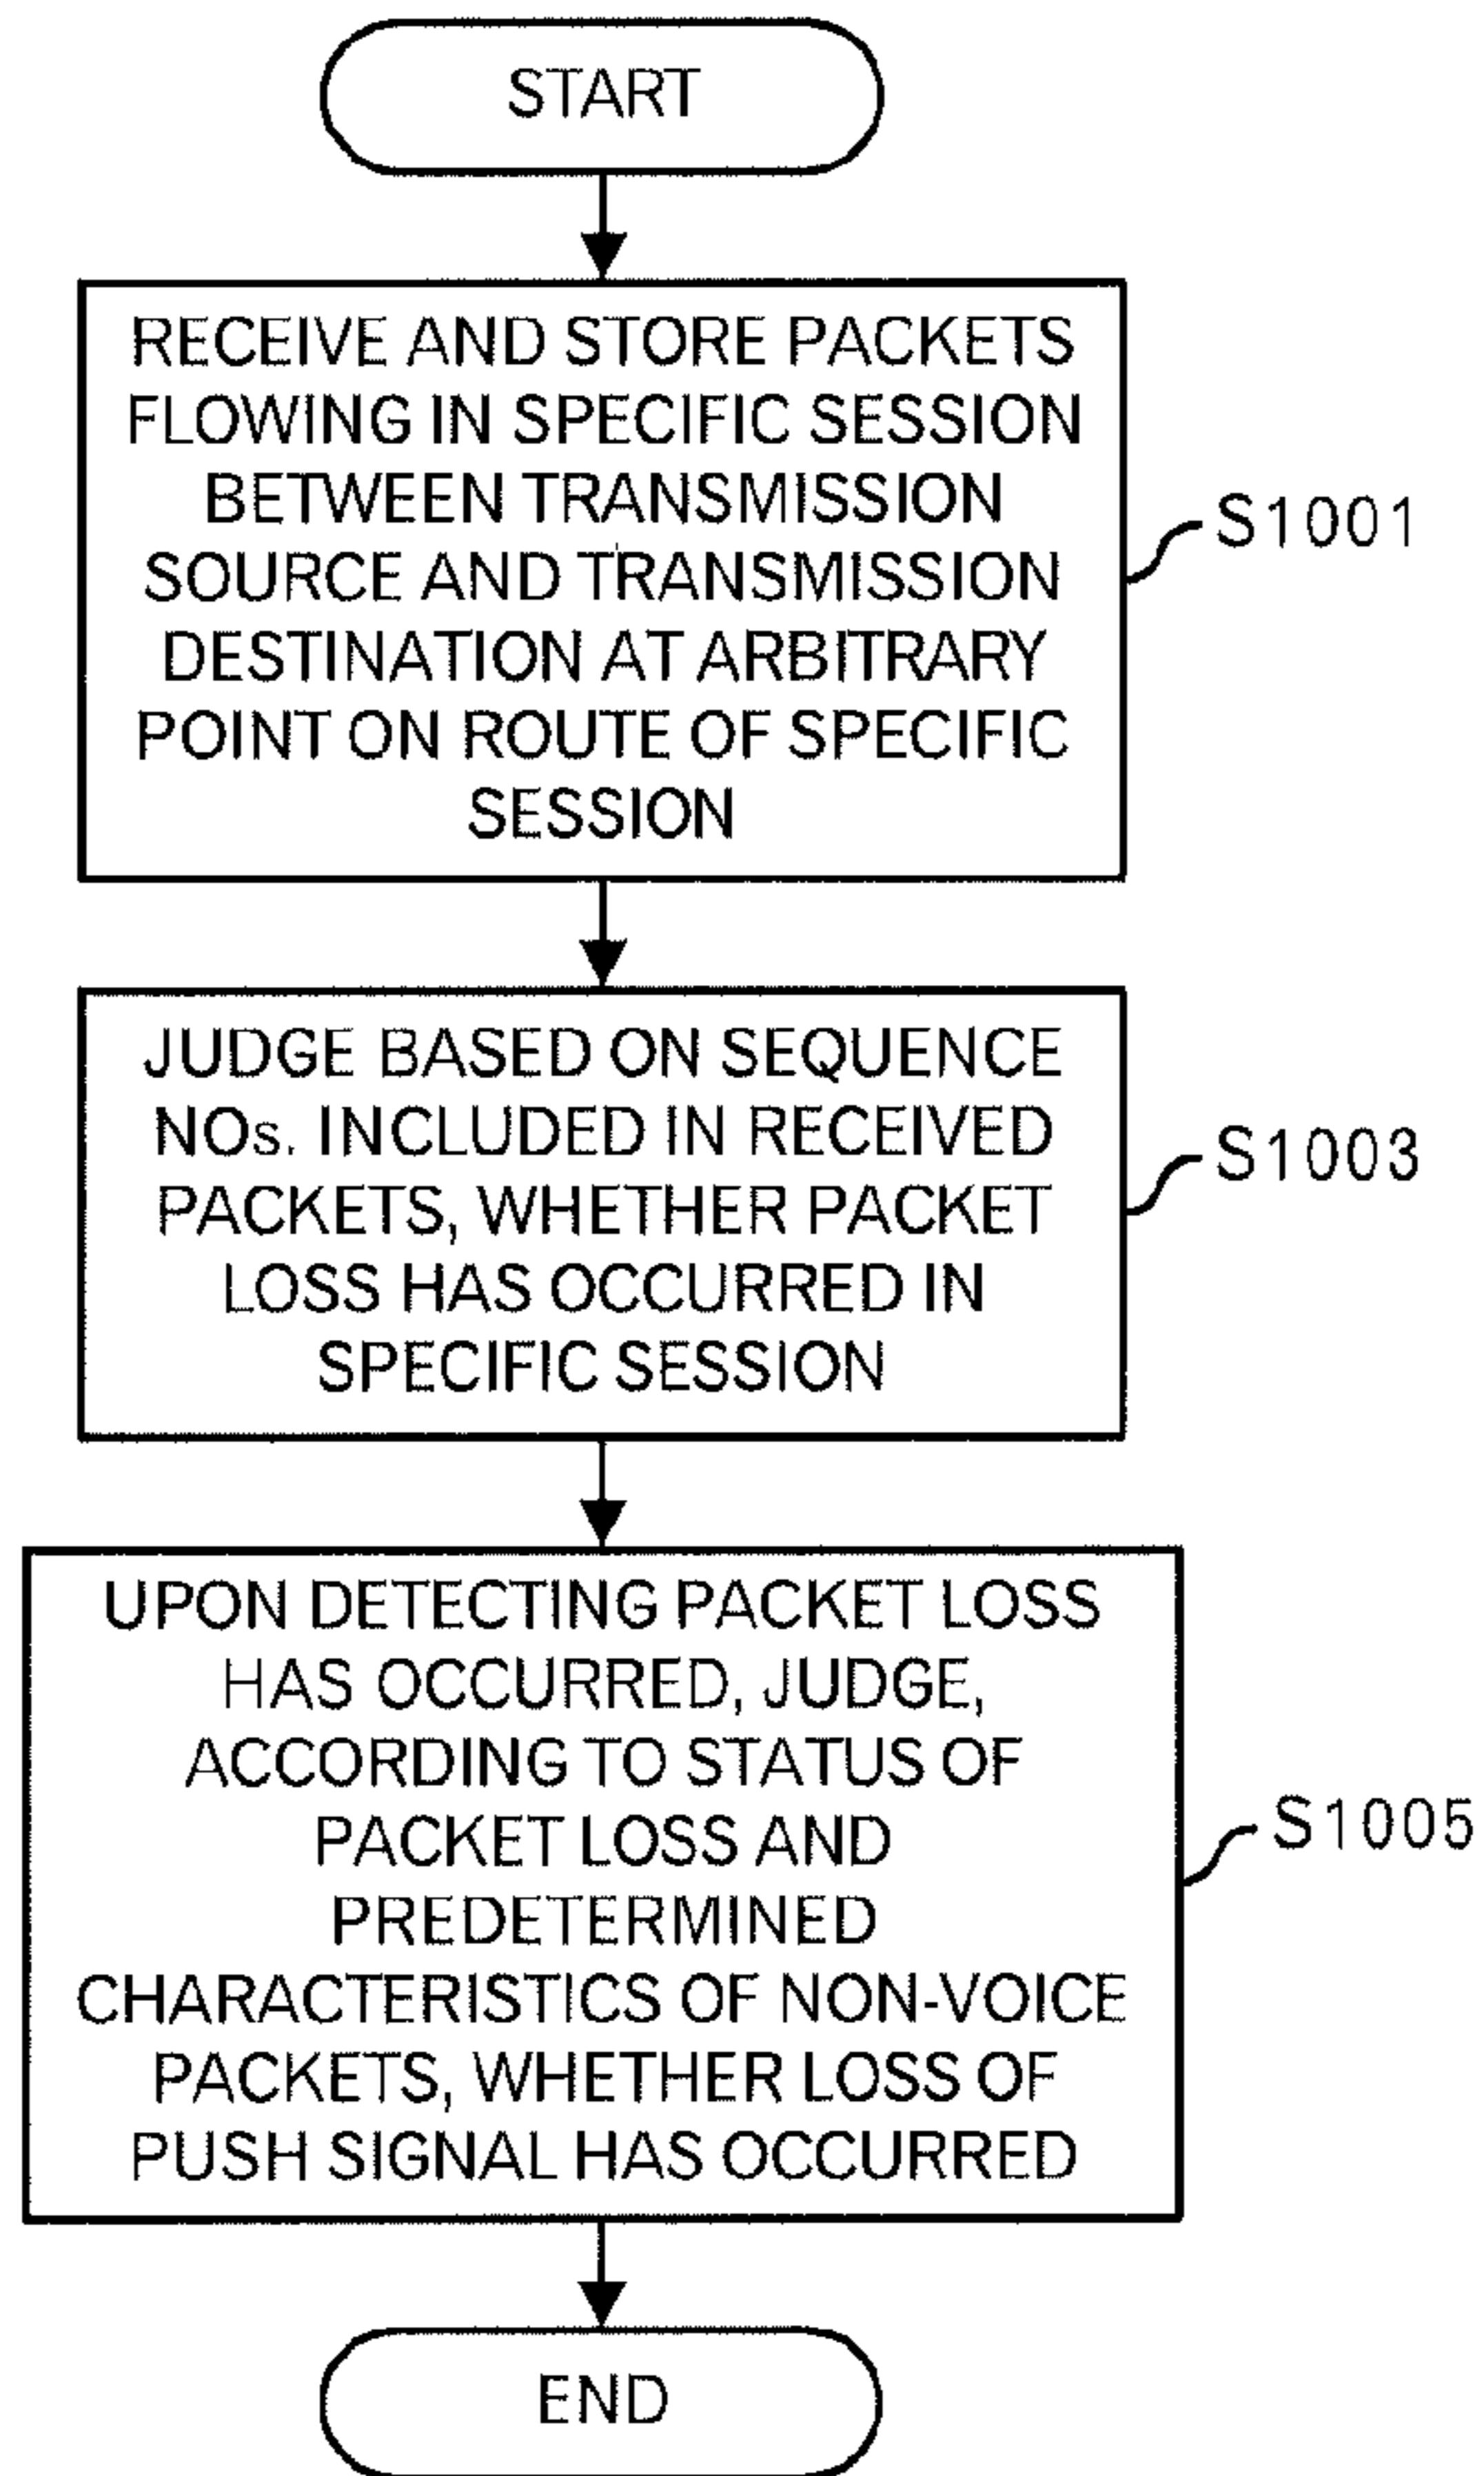 START
RECEIVE AND STORE PACKETS
FLOWING IN SPECIFIC SESSION
BETWEEN TRANSMISSION
SOURCE AND TRANSMISSION
DESTINATION AT ARBITRARY
POINT ON ROUTE OF SPECIFIC
SESSION
S1001
JUDGE BASED ON SEQUENCE
NOs. INCLUDED IN RECEIVED
PACKETS, WHETHER PACKET
LOSS HAS OCCURRED IN
SPECIFIC SESSION
S1003
UPON DETECTING PACKET LOSS
HAS OCCURRED, JUDGE,
ACCORDING TO STATUS OF
PACKET LOSS AND
PREDETERMINED
CHARACTERISTICS OF NON-VOICE
PACKETS, WHETHER LOSS OF
PUSH SIGNAL HAS OCCURRED
S1005
END